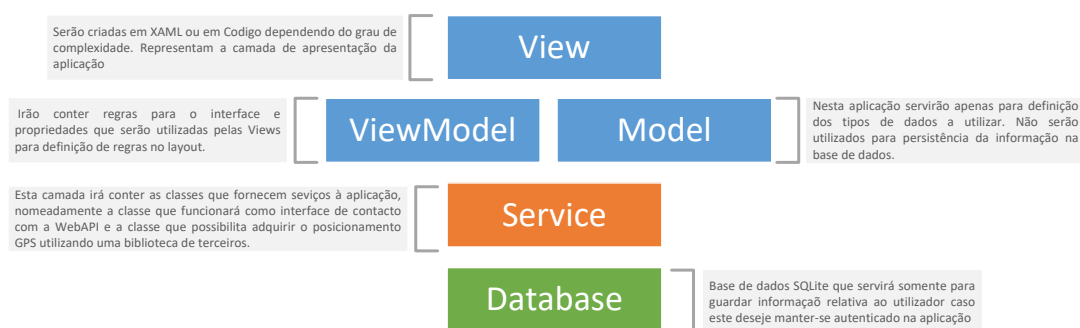 Serão criadas em XAML ou em Codigo dependendo do grau de
complexidade. Representam a camada de apresentação da
aplicação
View
Irão conter regras para o interface e
propriedades que serão utilizadas pelas Views
para definição de regras no layout.
ViewModel
Model
Nesta aplicação servirão apenas para definição
dos tipos de dados a utilizar. Não serão
utilizados para persistência da informação na
base de dados.
Esta camada irá conter as classes que fornecem seviços à aplicação,
nomeadamente a classe que funcionará como interface de contacto
com a WebAPI e a classe que possibilita adquirir o posicionamento
GPS utilizando uma biblioteca de terceiros.
Service
Database
Base de dados SQLite que servirá somente para
guardar informaçaõ relativa ao utilizador caso
este deseje manter-se autenticado na aplicação